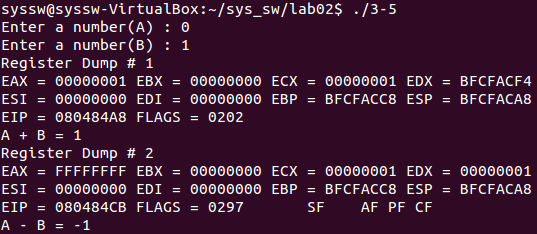 syssw@syssw-VirtualBox:~/sys_sw/lab02$ ./3-5
Enter a number(A) : 0
Enter a number(B) : 1
Register Dump # 1
EAX = 00000001 EBX = 00000000 ECX = 00000001 EDX = BFCFACF4
ESI = 00000000 EDI = 00000000 EBP = BFCFACC8 ESP = BFCFACA8
EIP = 080484A8 FLAGS = 0202
A + B = 1
Register Dump # 2
EAX = FFFFFFFF EBX = 00000000 ECX = 00000001 EDX = 00000001
ESI = 00000000 EDI = 00000000 EBP = BFCFACC8 ESP = BFCFACA8
EIP = 080484CB FLAGS = 0297       SF    AF PF CF
A - B = -1